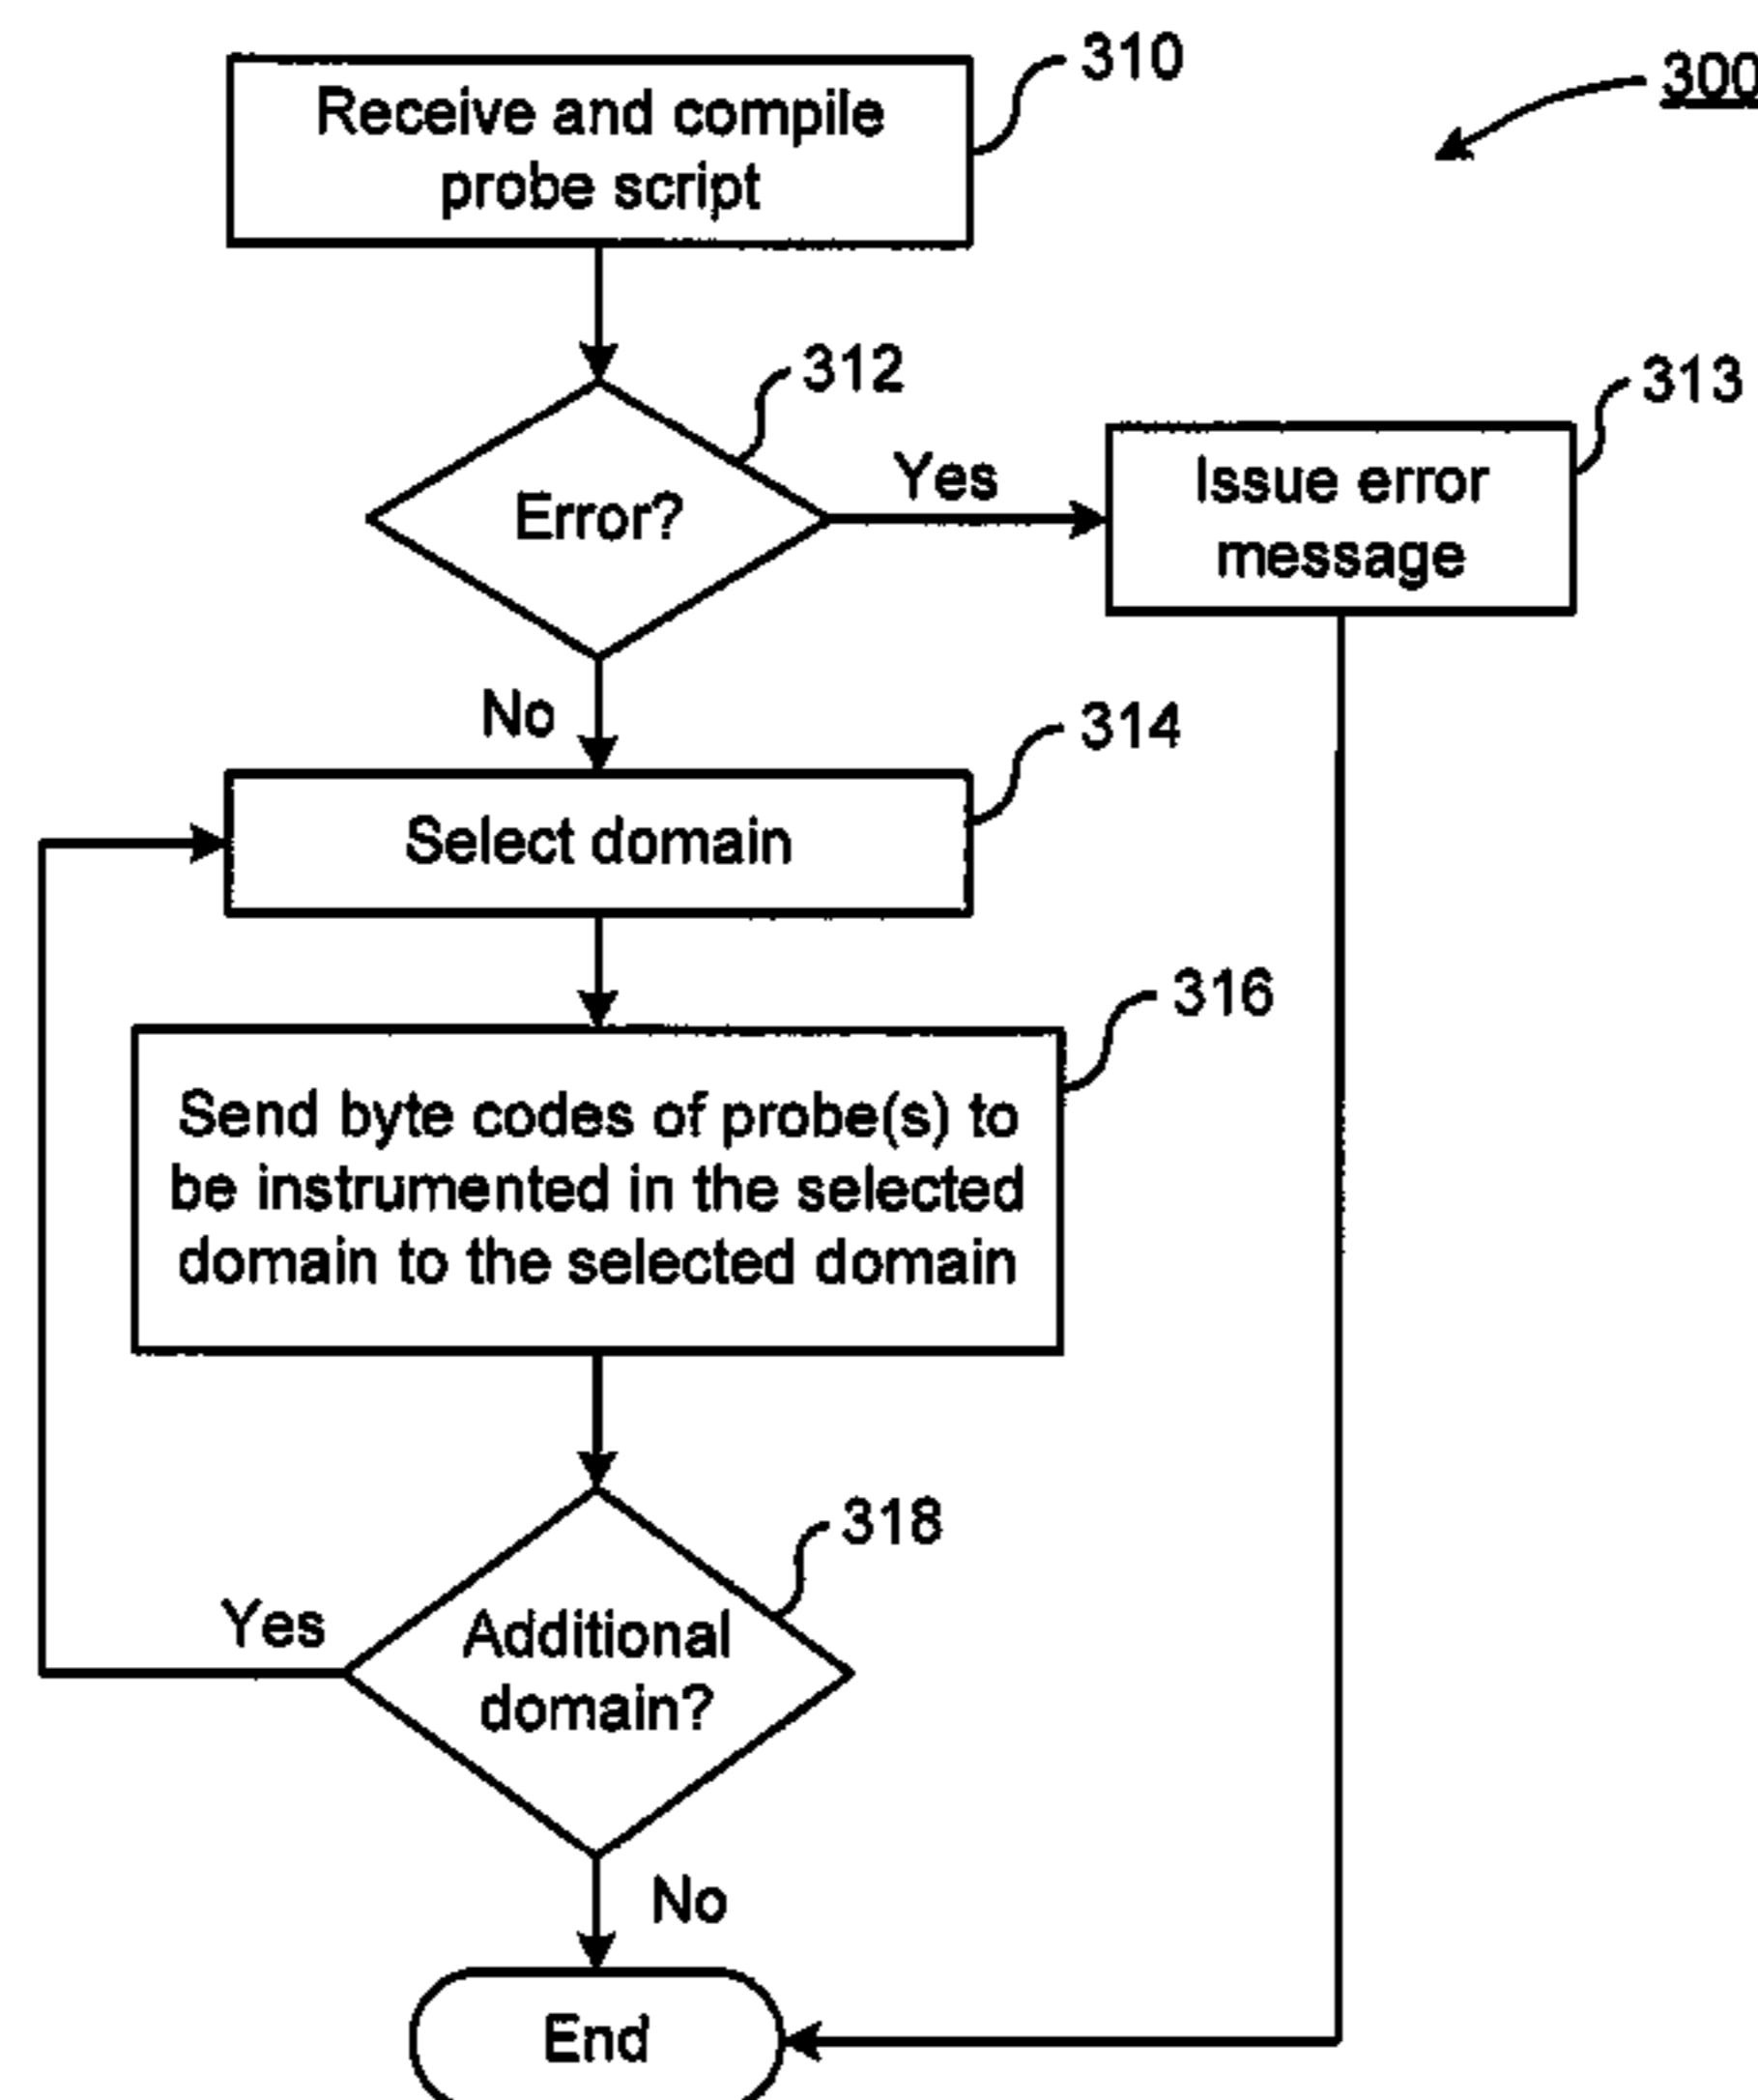 310
300
Receive and compile
probe script
312
313
Error?
Yes
Issue error
message
No
314
Select domain
316
Send byte codes of probe(s) to
be instrumented in the selected
domain to the selected domain
318
Yes
Additional
domain?
No
End